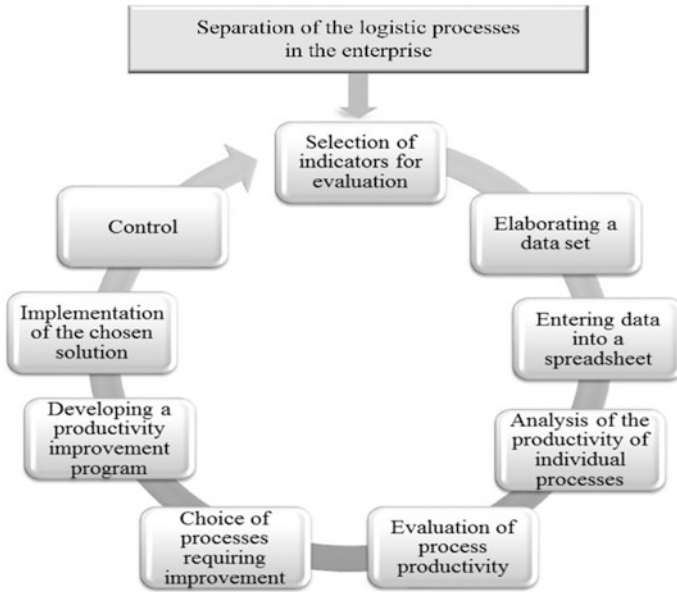 Separation of the logistic processes
in the enterprise
Selection of
indicators for
evaluation
Elaborating a
data set
Entering data
into a
spreadsheet
Analysis of the
productivity of
individual
processes
Evaluation of
process
productivity
Choice of
processes
requiring
improvement
Developing a
productivity
improvement
program
Implementation
of the chosen
solution
Control